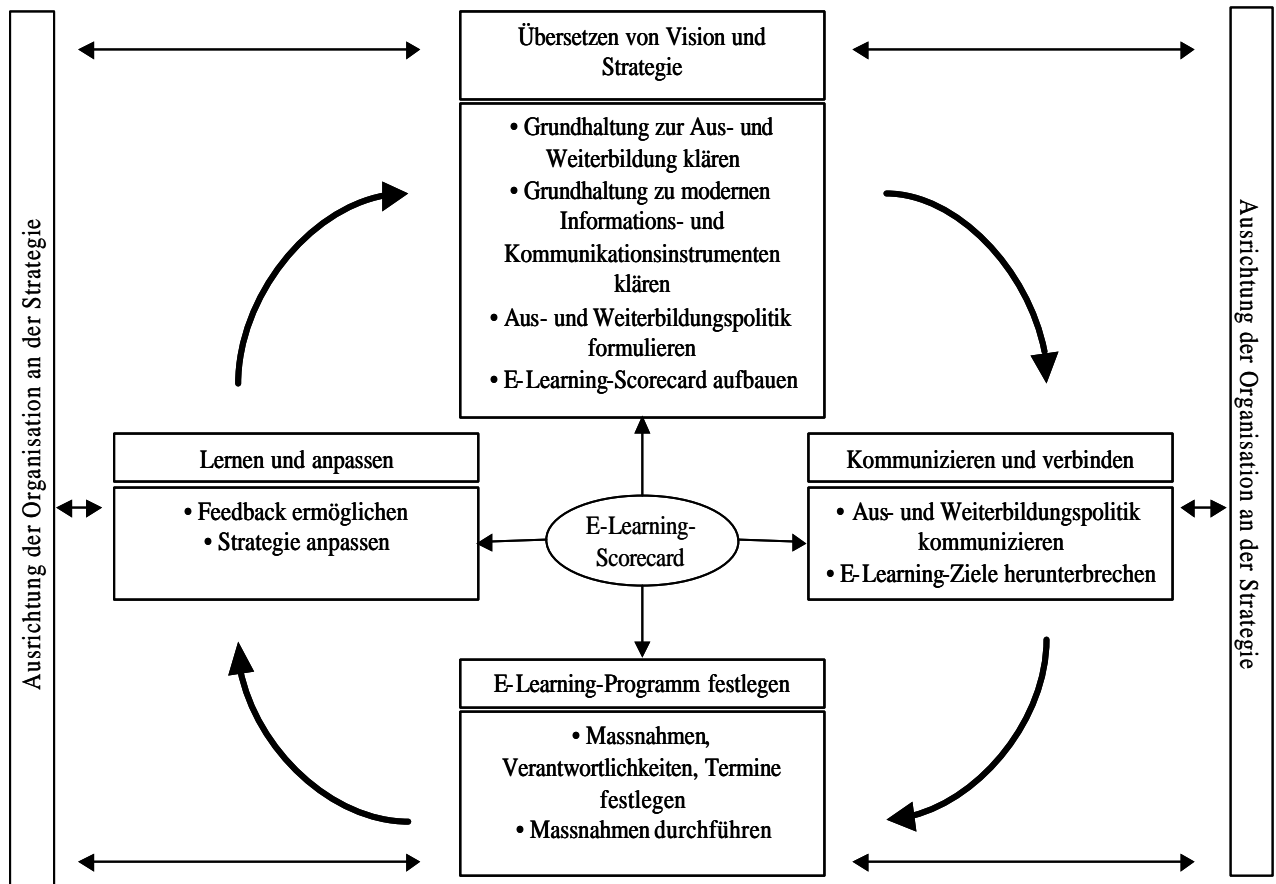 Übersetzen von Vision und
Strategie
• Grundhaltung zur Aus- und
Weiterbildung klären
• Grundhaltung zu modernen
Informations- und
Kommunikationsinstrumenten
klären
• Aus- und Weiterbildungspolitik
formulieren
• E-Learning-Scorecard aufbauen
Ausrichtung der Organisation an der Strategie
Lernen und anpassen
• Feedback ermöglichen
• Strategie anpassen
E-Learning-
Scorecard
Kommunizieren und verbinden
• Aus- und Weiterbildungspolitik
kommunizieren
• E-Learning-Ziele herunterbrechen
Ausrichtung der Organisation an der Strategie
E-Learning-Programm festlegen
• Massnahmen,
Verantwortlichkeiten, Termine
festlegen
• Massnahmen durchführen